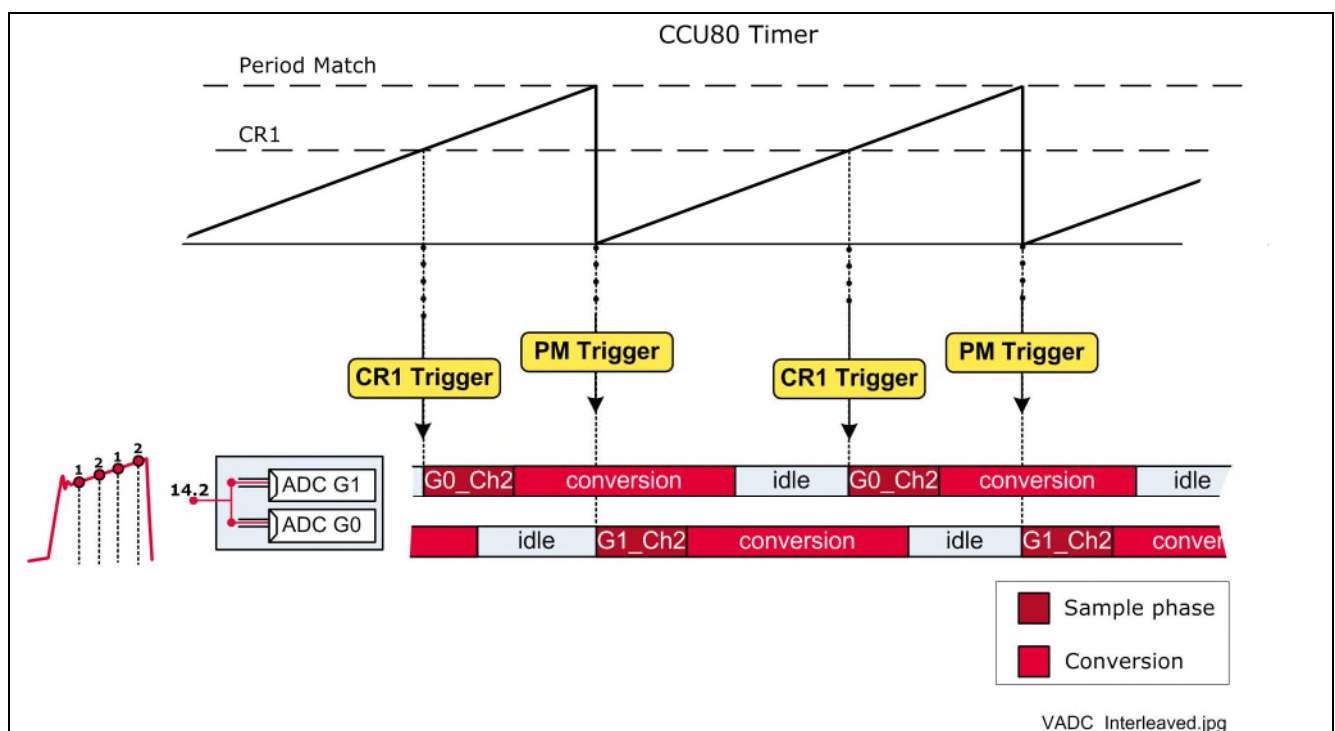 CCU80 Timer
Period Match
CR1
PM Trigger
PM Trigger
CR1 Trigger
CR1 Trigger
1 2 1 2
14.2
ADC G1
ADC G0
G0_Ch2 conversion idle G0_Ch2 conversion idle
idle G1_Ch2 conversion idle G1_Ch2 conver
Sample phase
Conversion
VADC_Interleaved.jpg